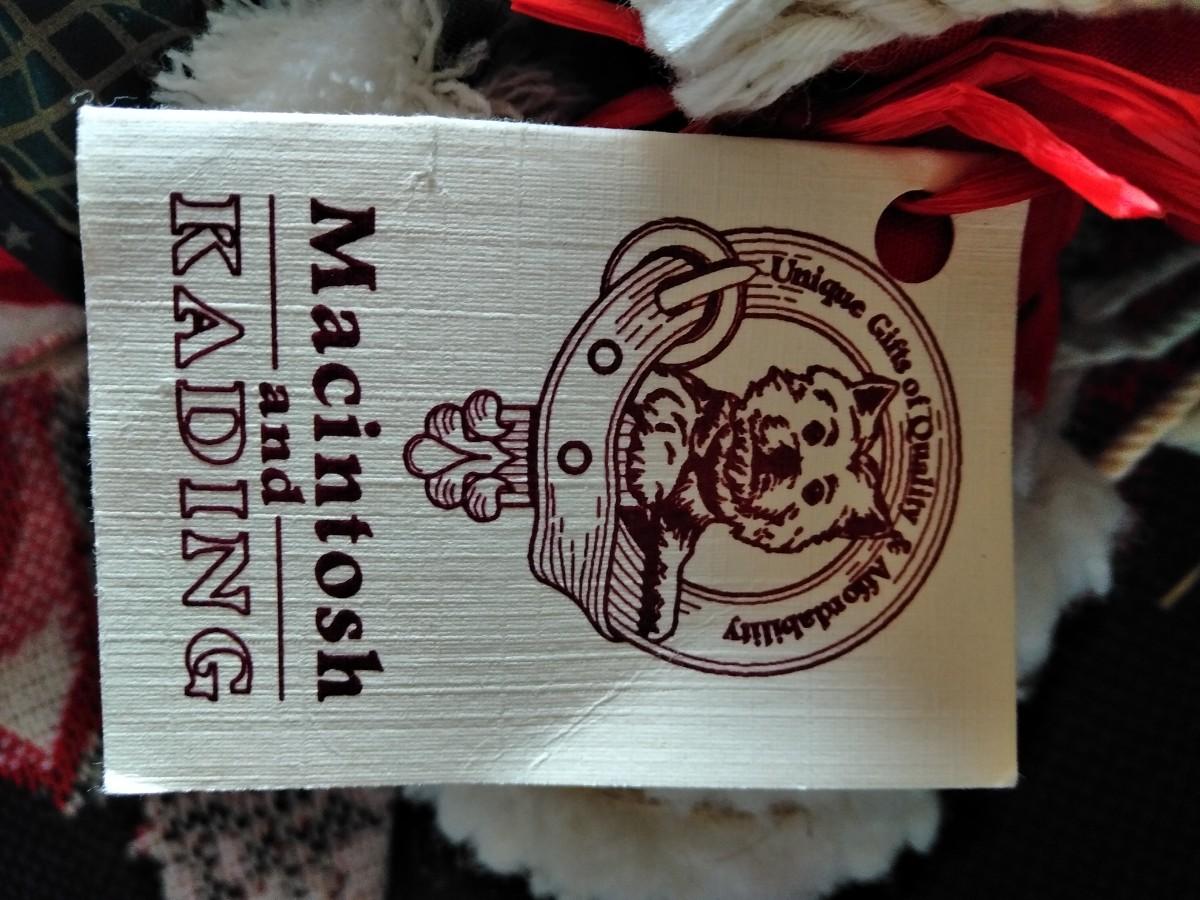 Unique Gifts of Quality & Affordability
Macintosh
and
KADING